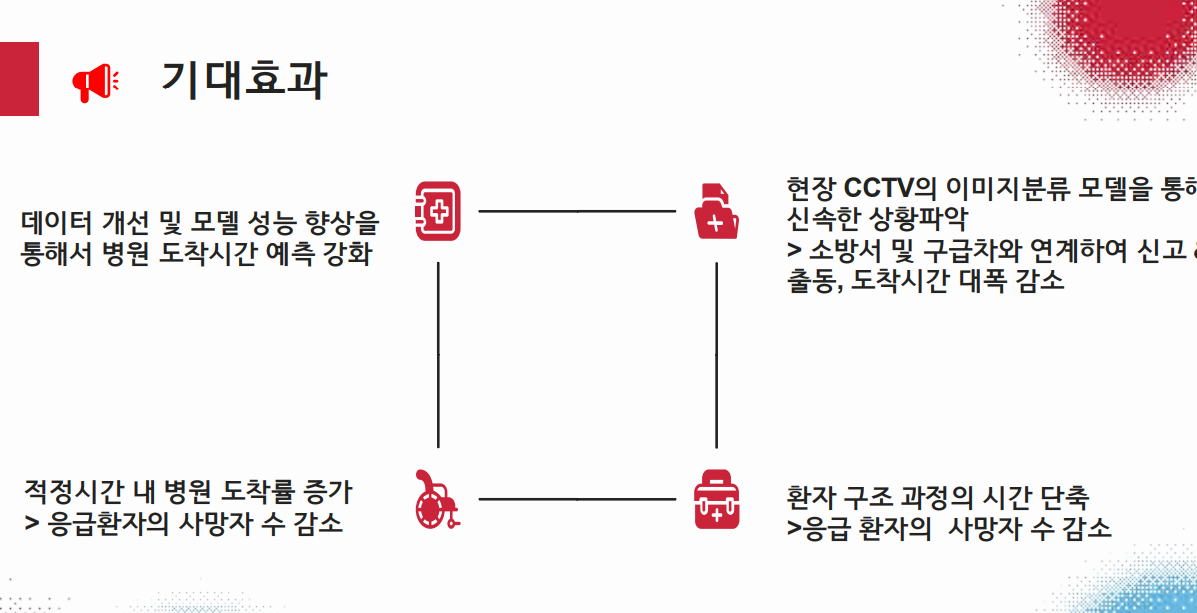 기대효과
데이터 개선 및 모델 성능 향상을
통해서 병원 도착시간 예측 강화
현장 CCTV의 이미지분류 모델을 통해
신속한 상황파악
> 소방서 및 구급차와 연계하여 신고 &
출동, 도착시간 대폭 감소
적정시간 내 병원 도착률 증가
> 응급환자의 사망자 수 감소
환자 구조 과정의 시간 단축
>응급 환자의  사망자 수 감소